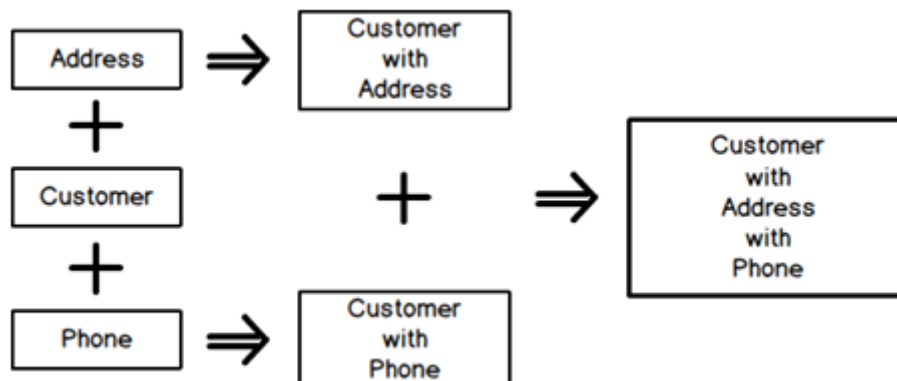 Address
Customer
with
Address
+
Customer
+
Phone
Customer
with
Phone
+
Customer
with
Address
with
Phone